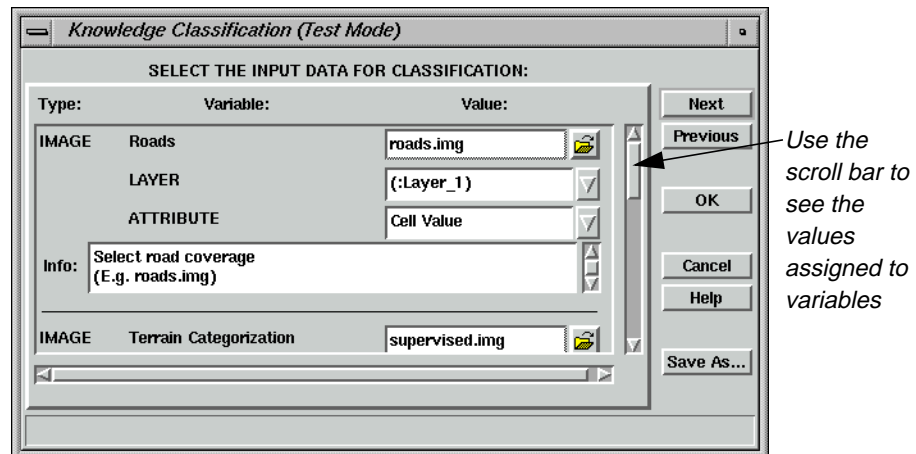 Knowledge Classification (Test Mode)
SELECT THE INPUT DATA FOR CLASSIFICATION:
Type: Variable: Value:
IMAGE Roads roads.img
LAYER (:Layer_1)
ATTRIBUTE Cell Value
Info: Select road coverage
(E.g. roads.img)
IMAGE Terrain Categorization supervised.img
Next
Previous
OK
Cancel
Help
Save As...
Use the
scroll bar to
see the
values
assigned to
variables